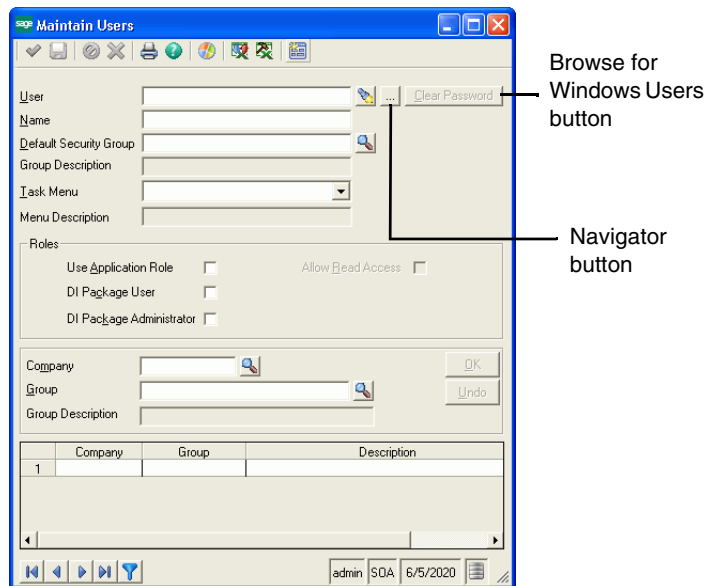 sage Maintain Users
User
... Clear Password
Name
Default Security Group
Group Description
Task Menu
Menu Description
Roles
Use Application Role
Allow Read Access
DI Package User
DI Package Administrator
Company
OK
Group
Undo
Group Description
Company Group Description
1
admin SOA 6/5/2020
Browse for
Windows Users
button
Navigator
button